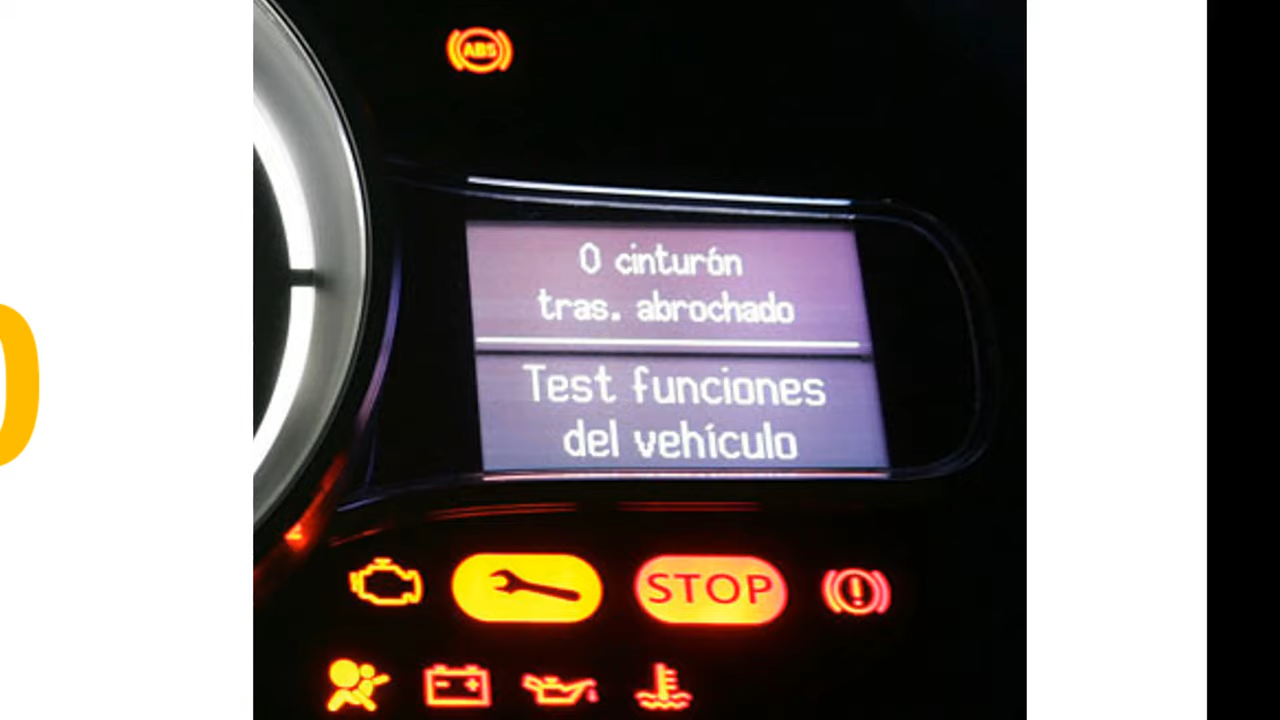 ABS
0 cinturón
tras. abrochado
Test funciones
del vehículo
STOP